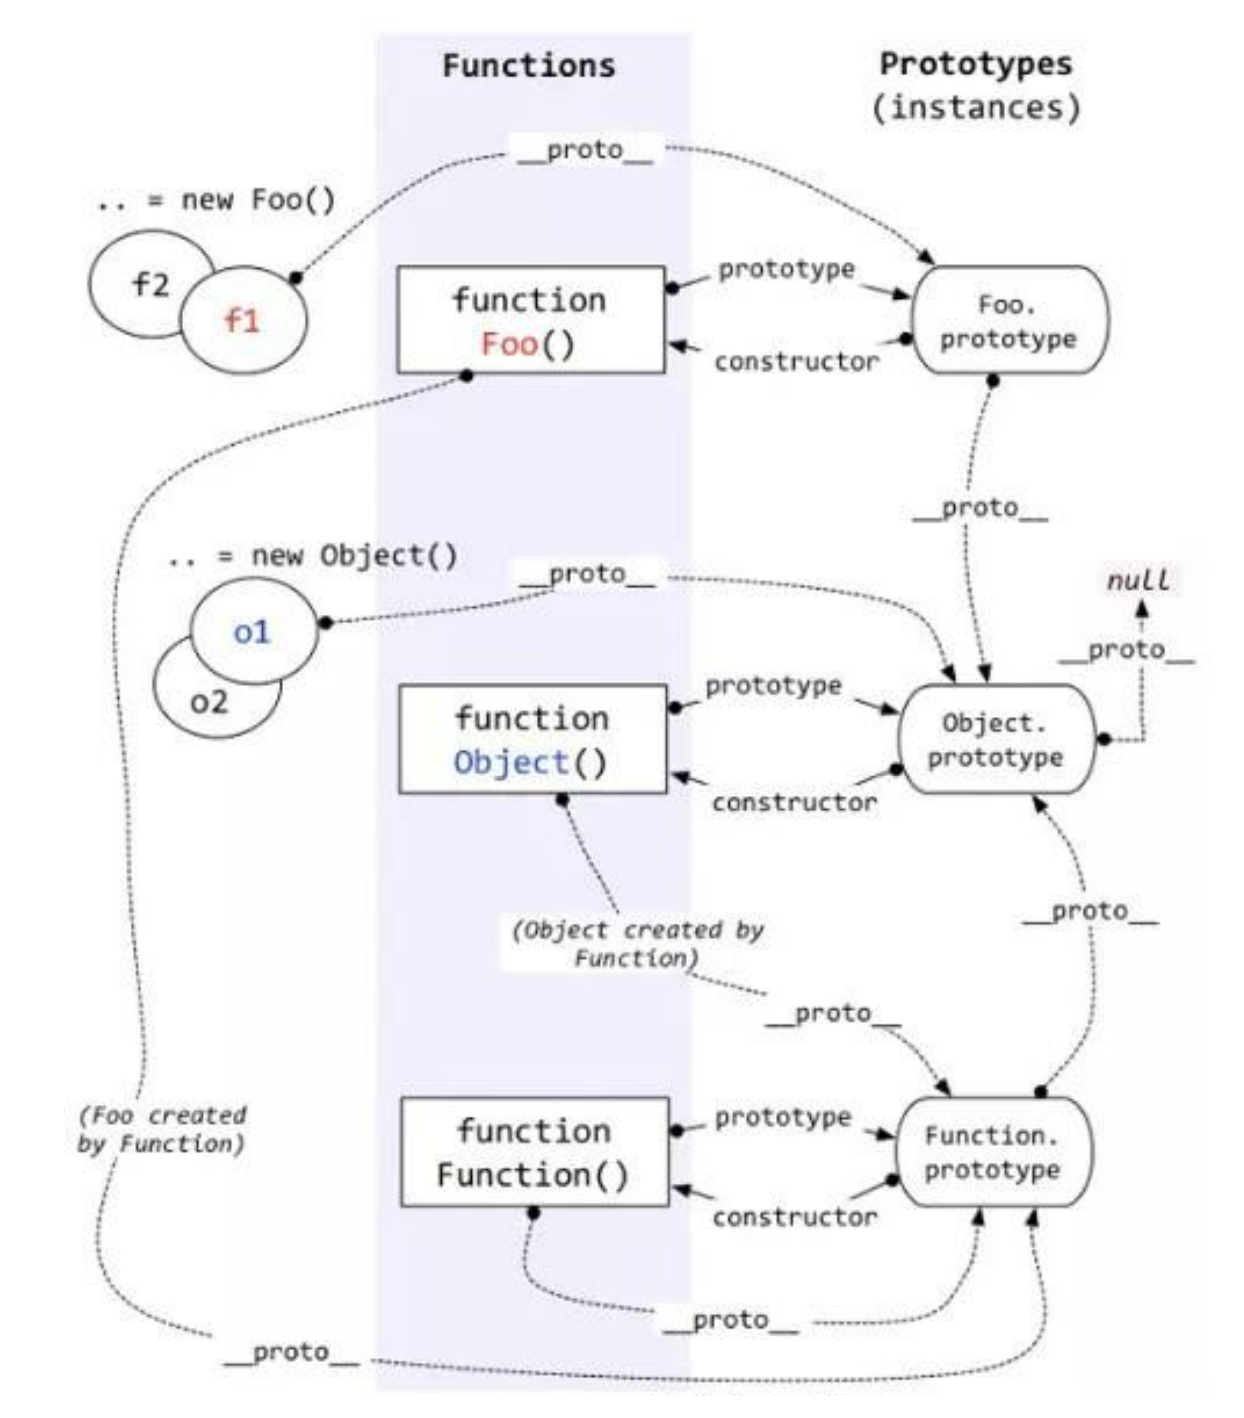 Functions
Prototypes
(instances)
__proto__
.. = new Foo()
f2
f1
function
Foo()
prototype
constructor
Foo.
prototype
__proto__
.. = new Object()
__proto__
null
__proto__
o1
o2
function
Object()
prototype
constructor
Object.
prototype
(Object created by
Function)
__proto__
__proto__
(Foo created
by Function)
function
Function()
prototype
constructor
Function.
prototype
__proto__
__proto__